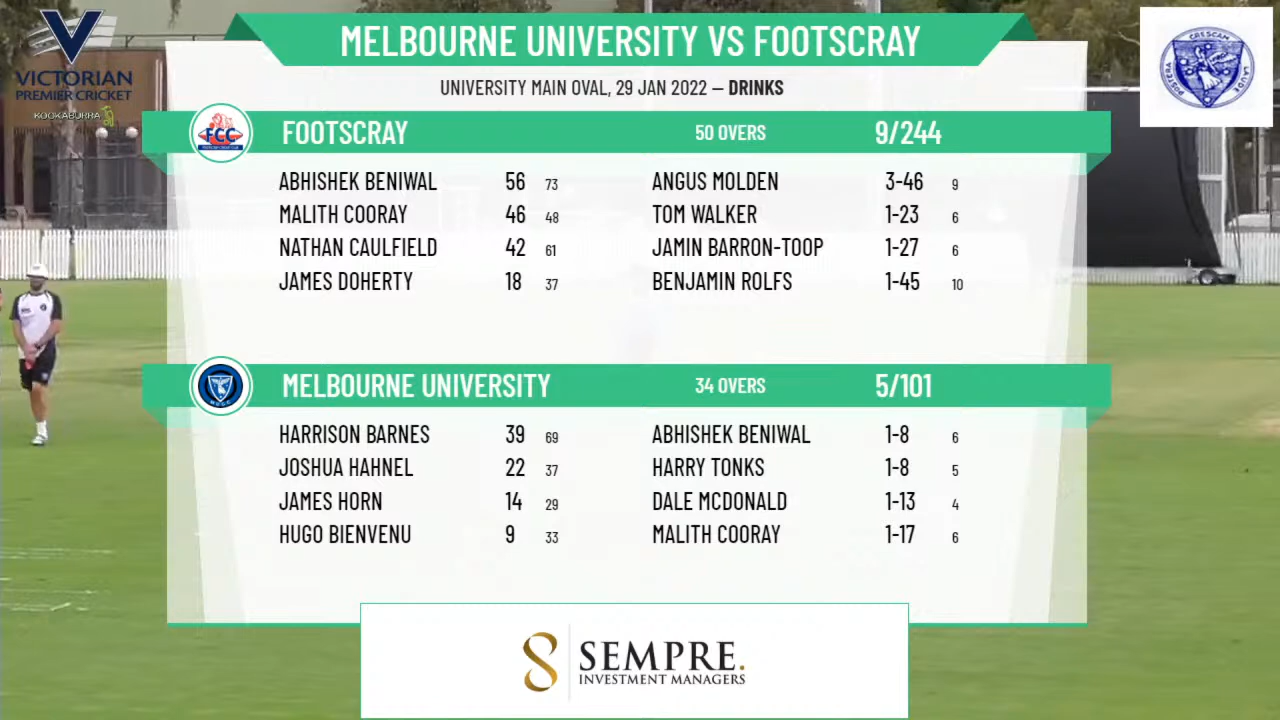 MELBOURNE UNIVERSITY VS FOOTSCRAY
VICTORIAN
PREMIER CRICKET
KOOKABURRA
CRESCAM
UNIVERSITY MAIN OVAL, 29 JAN 2022 – DRINKS
FCC
FOOTSCRAY 50 OVERS 9/244
ABHISHEK BENIWAL 56 73 ANGUS MOLDEN 3-46 9
MALITH COORAY 46 48 TOM WALKER 1-23 6
NATHAN CAULFIELD 42 61 JAMIN BARRON-TOOP 1-27 6
JAMES DOHERTY 18 37 BENJAMIN ROLFS 1-45 10
MELBOURNE UNIVERSITY 34 OVERS 5/101
HARRISON BARNES 39 69 ABHISHEK BENIWAL 1-8 6
JOSHUA HAHNEL 22 37 HARRY TONKS 1-8 5
JAMES HORN 14 29 DALE MCDONALD 1-13 4
HUGO BIENVENU 9 33 MALITH COORAY 1-17 6
SEMPRE.
INVESTMENT MANAGERS